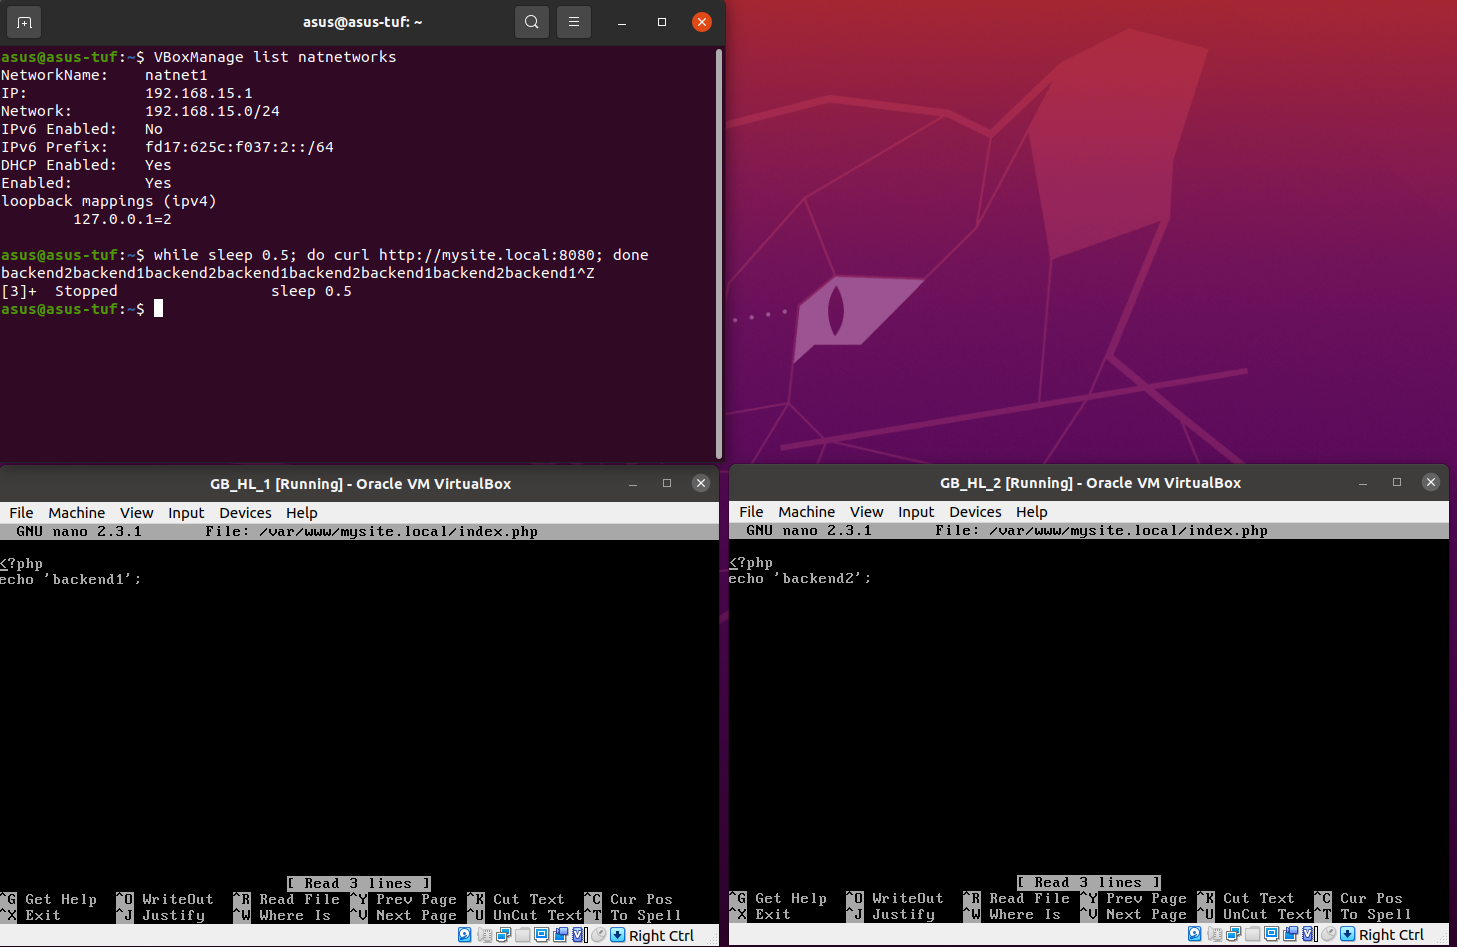 asus@asus-tuf: ~
asus@asus-tuf:~$ VBoxManage list natnetworks
NetworkName:    natnet1
IP:             192.168.15.1
Network:        192.168.15.0/24
IPv6 Enabled:   No
IPv6 Prefix:    fd17:625c:f037:2::/64
DHCP Enabled:   Yes
Enabled:        Yes
loopback mappings (ipv4)
        127.0.0.1=2
asus@asus-tuf:~$ while sleep 0.5; do curl http://mysite.local:8080; done
backend2backend1backend2backend1backend2backend1backend2backend1^Z
[3]+  Stopped                 sleep 0.5
asus@asus-tuf:~$
GB_HL_1 [Running] - Oracle VM VirtualBox
File Machine View Input Devices Help
GNU nano 2.3.1       File: /var/www/mysite.local/index.php
<?php
echo 'backend1';
[ Read 3 lines ]
^G Get Help  ^O WriteOut  ^R Read File ^Y Prev Page ^K Cut Text  ^C Cur Pos
^X Exit      ^J Justify   ^W Where Is  ^V Next Page ^U UnCut Text^T To Spell
Right Ctrl
GB_HL_2 [Running] - Oracle VM VirtualBox
File Machine View Input Devices Help
GNU nano 2.3.1       File: /var/www/mysite.local/index.php
<?php
echo 'backend2';
[ Read 3 lines ]
^G Get Help  ^O WriteOut  ^R Read File ^Y Prev Page ^K Cut Text  ^C Cur Pos
^X Exit      ^J Justify   ^W Where Is  ^V Next Page ^U UnCut Text^T To Spell
Right Ctrl